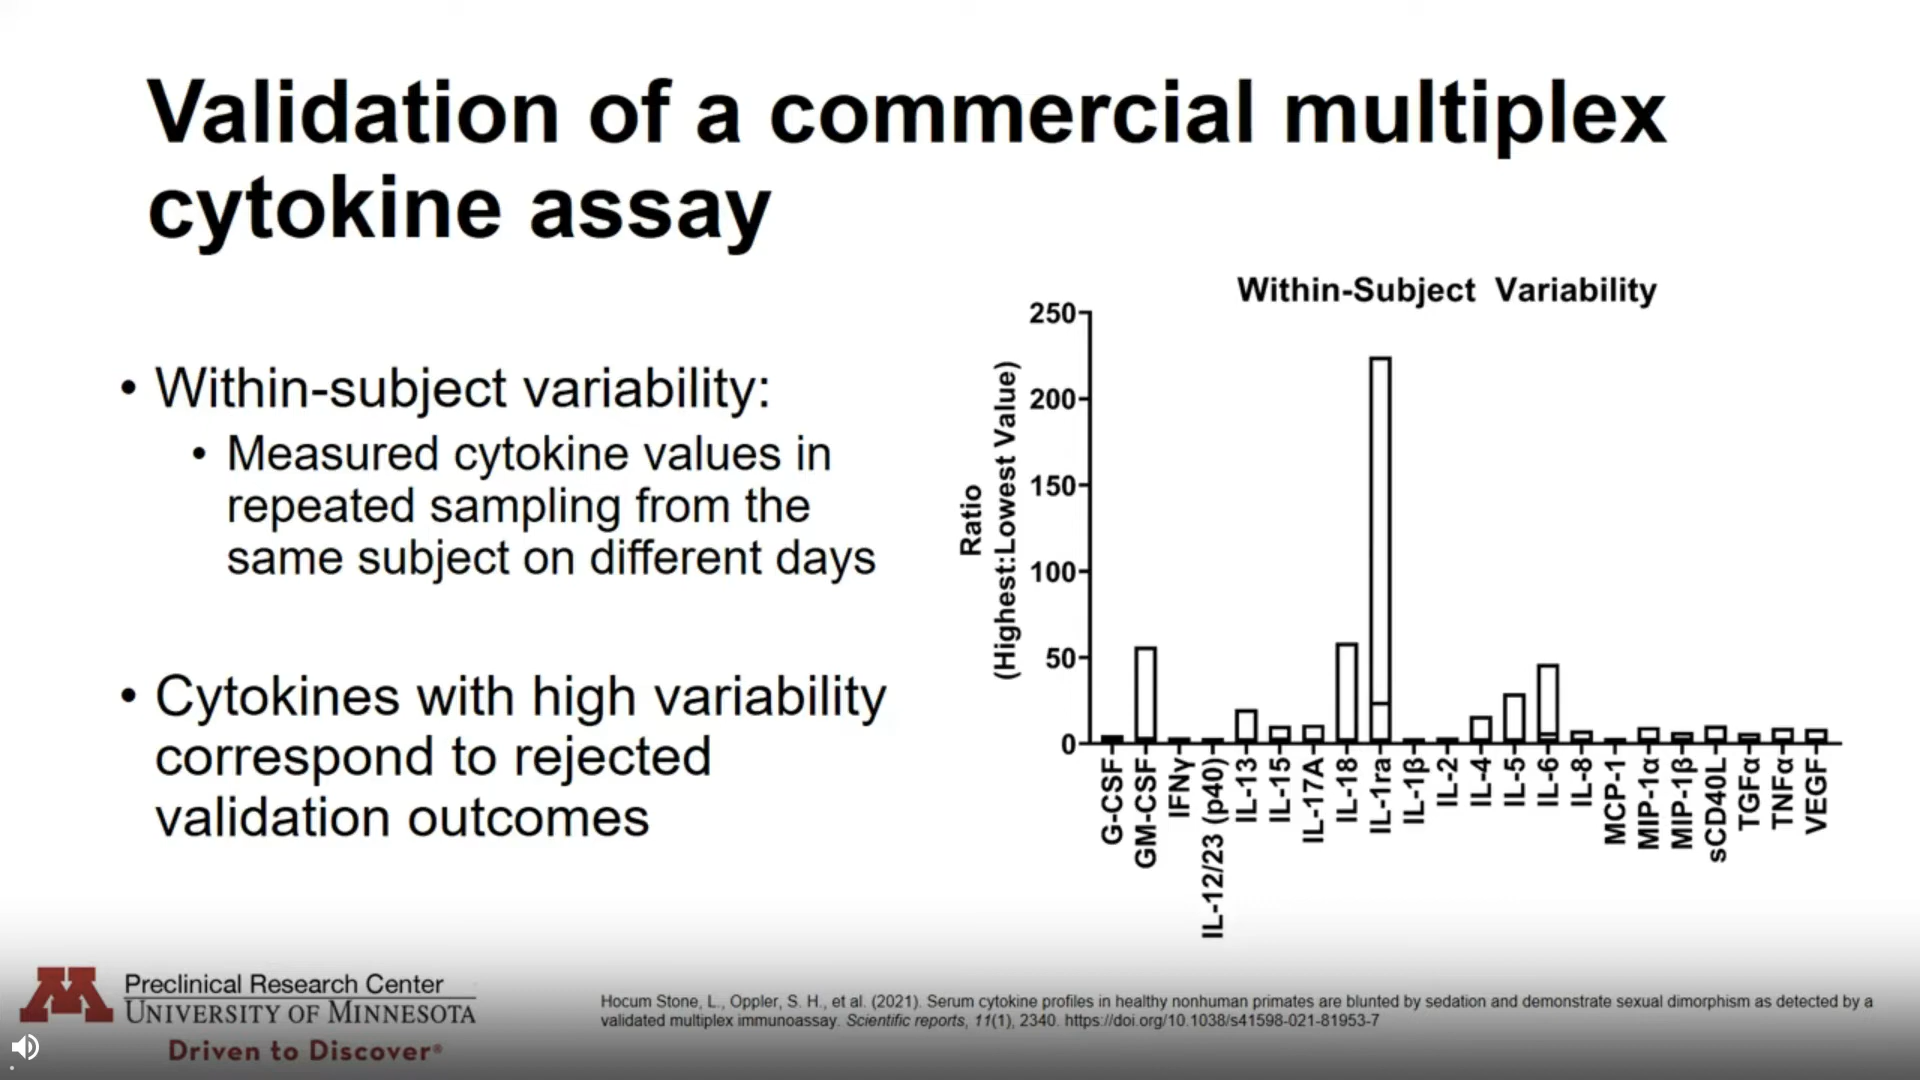 Validation of a commercial multiplex
cytokine assay
• Within-subject variability:
• Measured cytokine values in
repeated sampling from the
same subject on different days
• Cytokines with high variability
correspond to rejected
validation outcomes
Within-Subject Variability
Ratio
(Highest:Lowest Value)
250
200
150
100
50
0
G-CSF
GM-CSF
IFNγ
IL-12/23 (p40)
IL-13
IL-15
IL-17A
IL-18
IL-1ra
IL-1β
IL-2
IL-4
IL-5
IL-6
IL-8
MCP-1
MIP-1α
MIP-1β
sCD40L
TGFα
TNFα
VEGF
M
Preclinical Research Center
UNIVERSITY OF MINNESOTA
Driven to Discover®
Hocum Stone, L., Oppler, S. H., et al. (2021). Serum cytokine profiles in healthy nonhuman primates are blunted by sedation and demonstrate sexual dimorphism as detected by a
validated multiplex immunoassay. Scientific reports, 11(1), 2340. https://doi.org/10.1038/s41598-021-81953-7